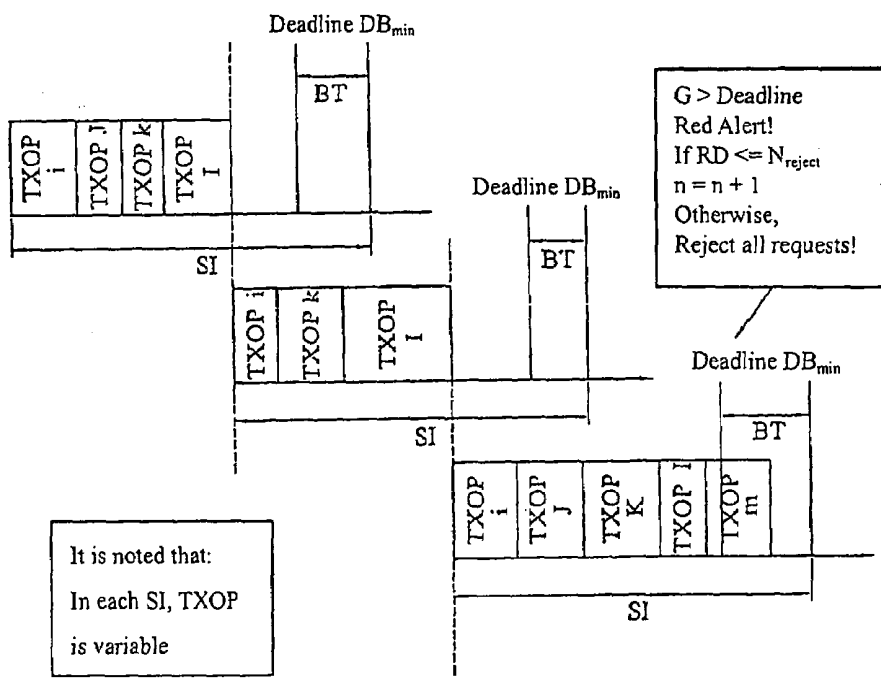 Deadline DBmin
BT
TXOP i
TXOP J
TXOP k
TXOP I
SI
Deadline DBmin
BT
TXOP i
TXOP k
TXOP I
SI
G > Deadline
Red Alert!
If RD <= Nreject
n = n + 1
Otherwise,
Reject all requests!
Deadline DBmin
BT
TXOP i
TXOP J
TXOP K
TXOP I
TXOP m
SI
It is noted that:
In each SI, TXOP
is variable